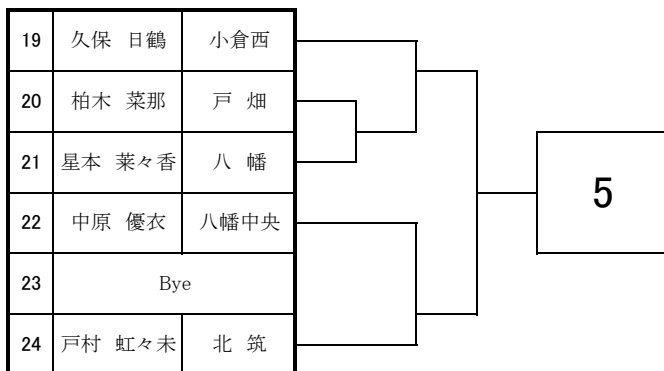 19 久保 日鶴 小倉西
20 柏木 菜那 戸 畑
21 星本 莱々香 八 幡
5
22 中原 優衣 八幡中央
23 Bye
24 戸村 虹々未 北 筑